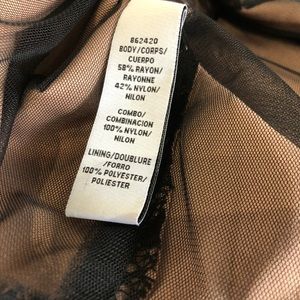 862420
BODY/CORPS/
CUERPO
58% RAYON/
RAYONNE
42% NYLON/
NILON
COMBO/
COMBINACION
100% NYLON/
NILON
LINING/DOUBLURE
/FORRO
100% POLYESTER/
POLIESTER